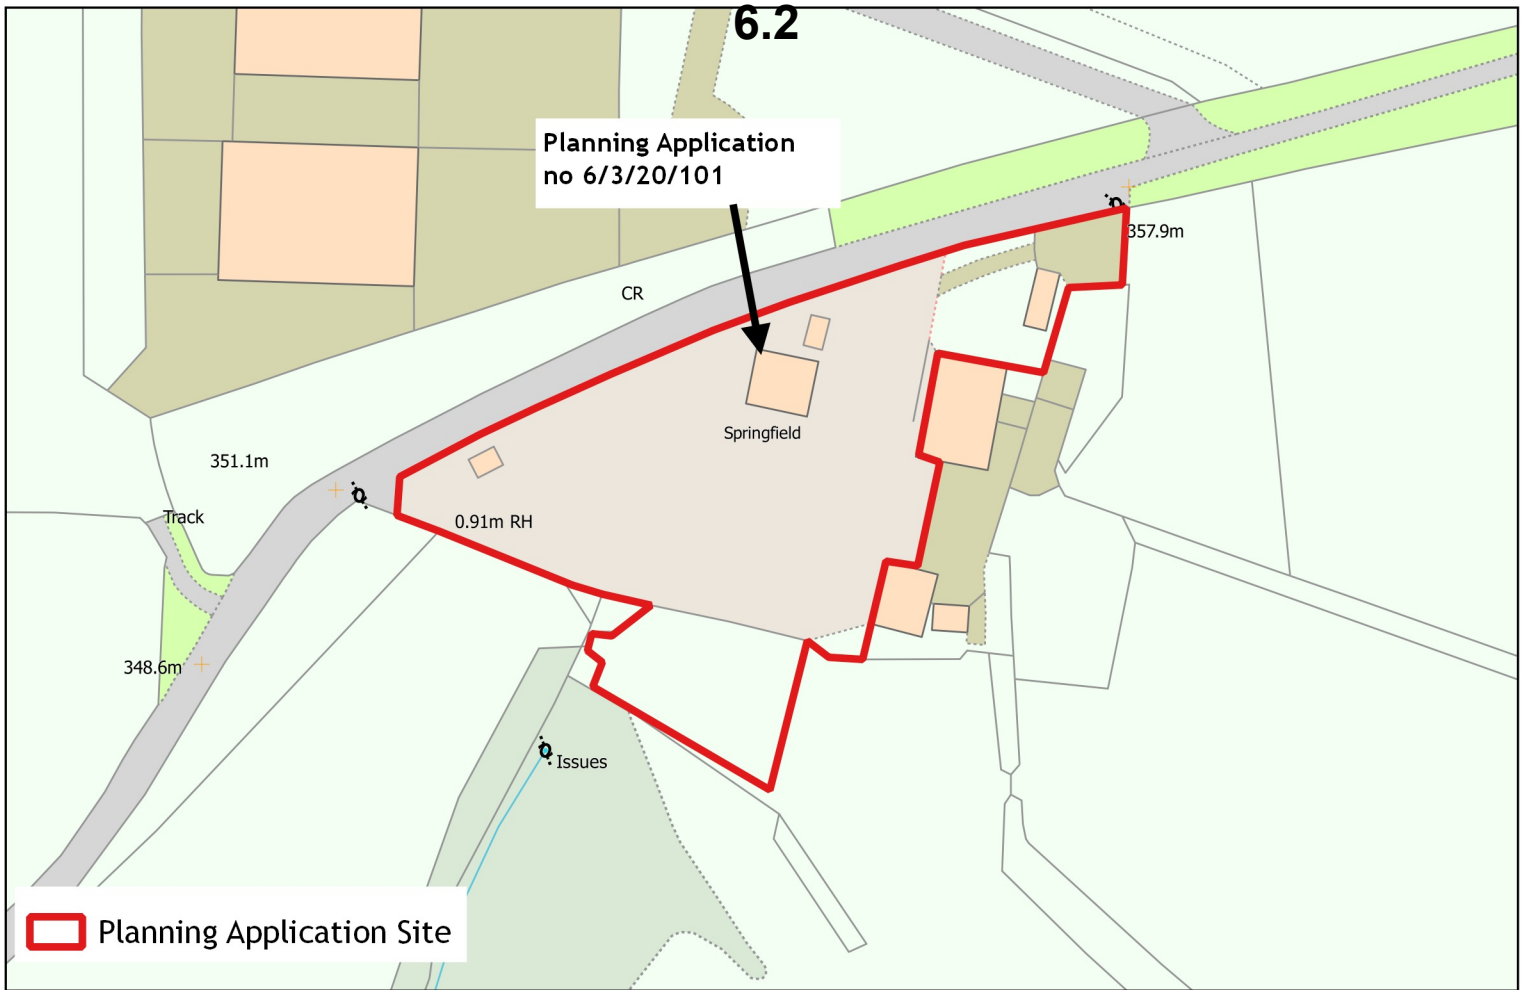 6.2
Planning Application
no 6/3/20/101
357.9m
CR
Springfield
351.1m
0.91m RH
Track
348.6m
Issues
Planning Application Site